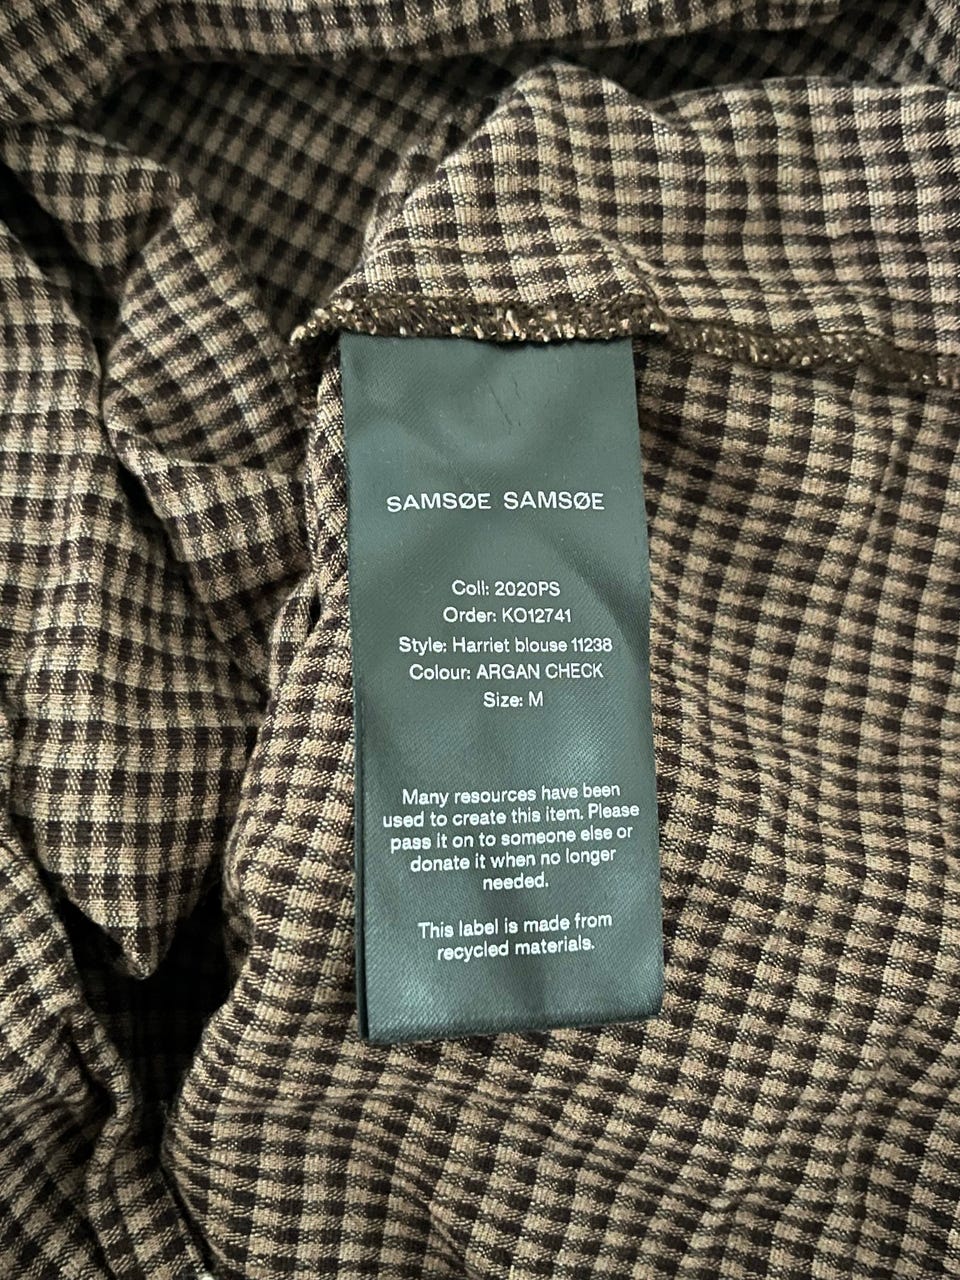 SAMSØE SAMSØE
Coll: 2020PS
Order: KO12741
Style: Harriet blouse 11238
Colour: ARGAN CHECK
Size: M
Many resources have been
used to create this item. Please
pass it on to someone else or
donate it when no longer
needed.
This label is made from
recycled materials.